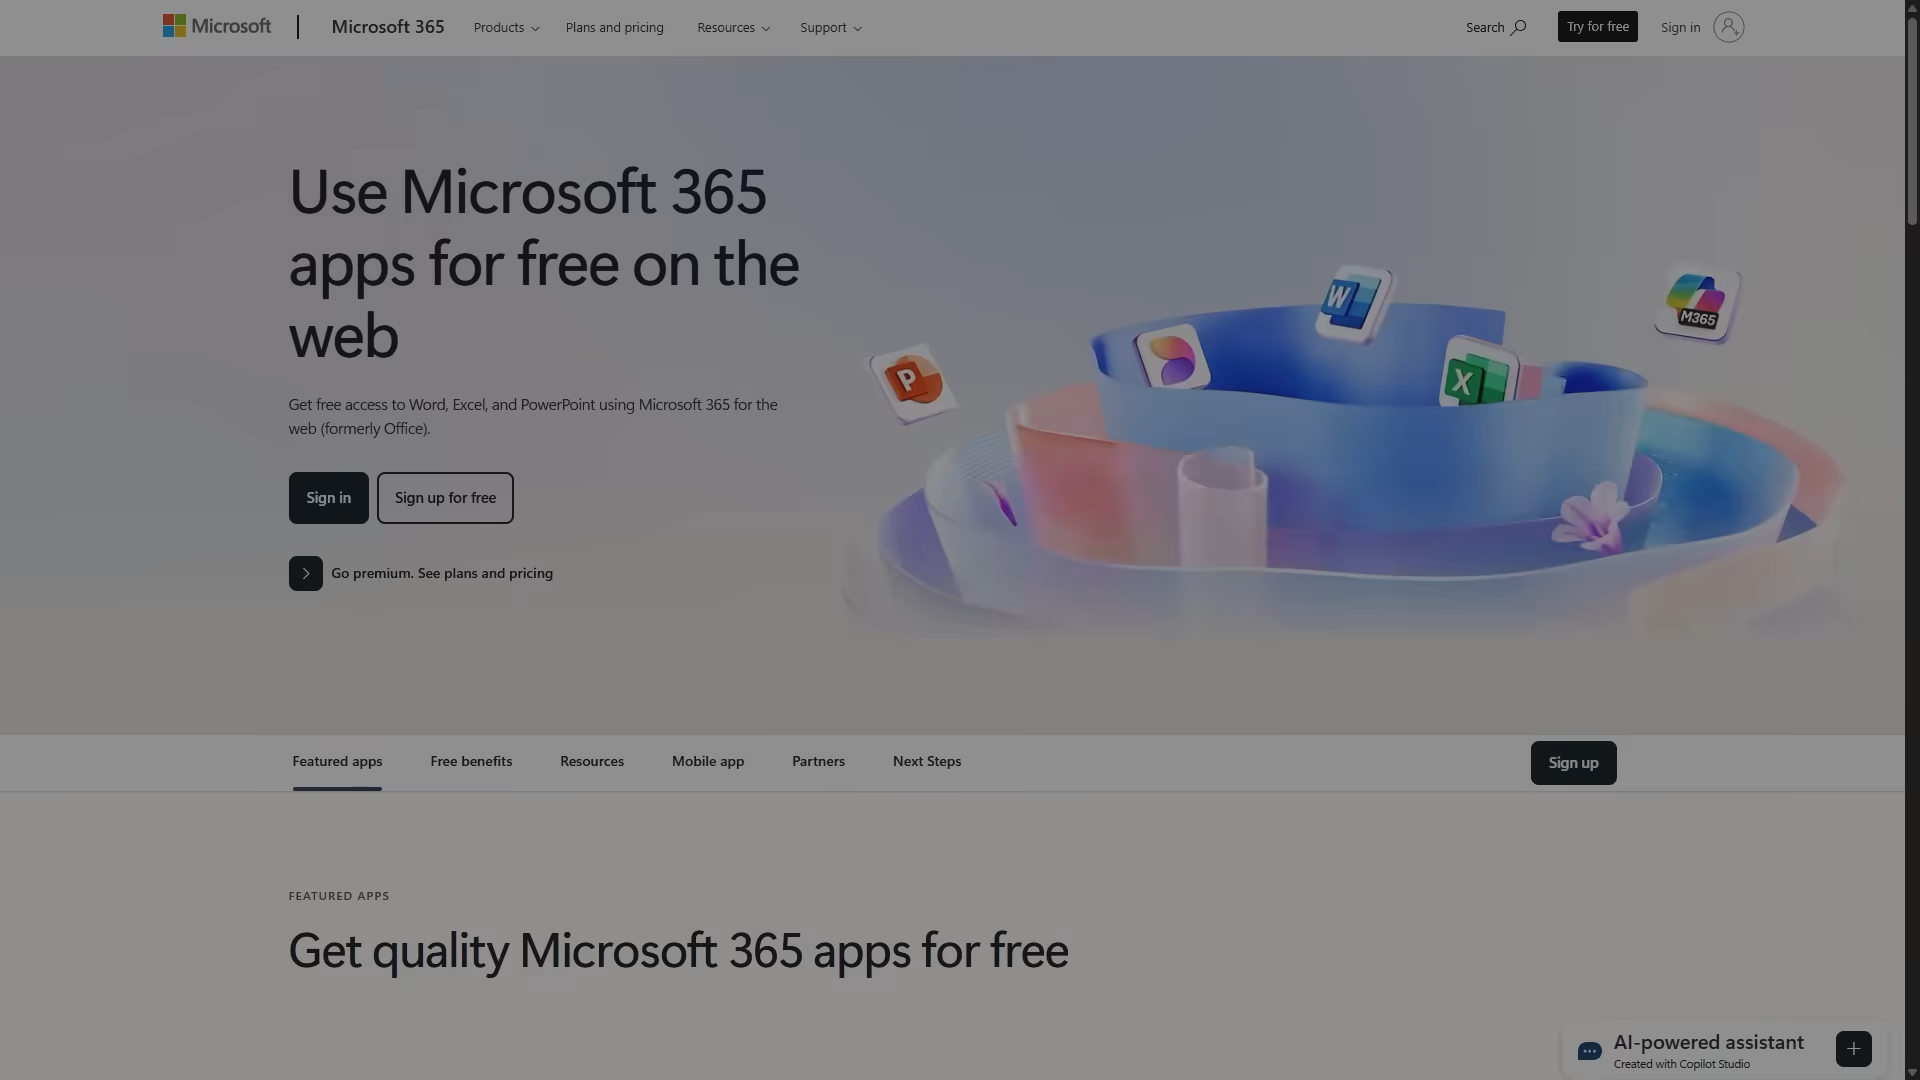 Microsoft
Microsoft 365
Products
Plans and pricing
Resources
Support
Search
Try for free
Sign in
Use Microsoft 365
apps for free on the
web
Get free access to Word, Excel, and PowerPoint using Microsoft 365 for the
web (formerly Office).
Sign in
Sign up for free
Go premium. See plans and pricing
P
W
X
M365
Featured apps
Free benefits
Resources
Mobile app
Partners
Next Steps
Sign up
FEATURED APPS
Get quality Microsoft 365 apps for free
AI-powered assistant
Created with Copilot Studio